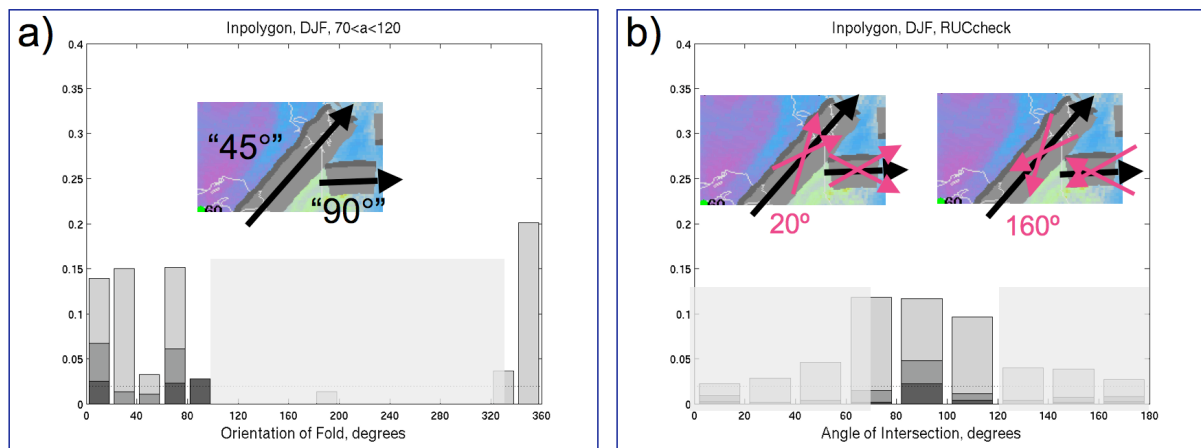 a)
Inpolygon, DJF, 70<a<120
0.4
0.35
0.3
0.25
0.2
0.15
0.1
0.05
0
“45°”
“90°”
60
0 40 80 120 160 200 240 280 320 360
Orientation of Fold, degrees
b)
Inpolygon, DJF, RUCcheck
0.4
0.35
0.3
0.25
0.2
0.15
0.1
0.05
0
60
20º
60
160º
0 20 40 60 80 100 120 140 160 180
Angle of Intersection, degrees